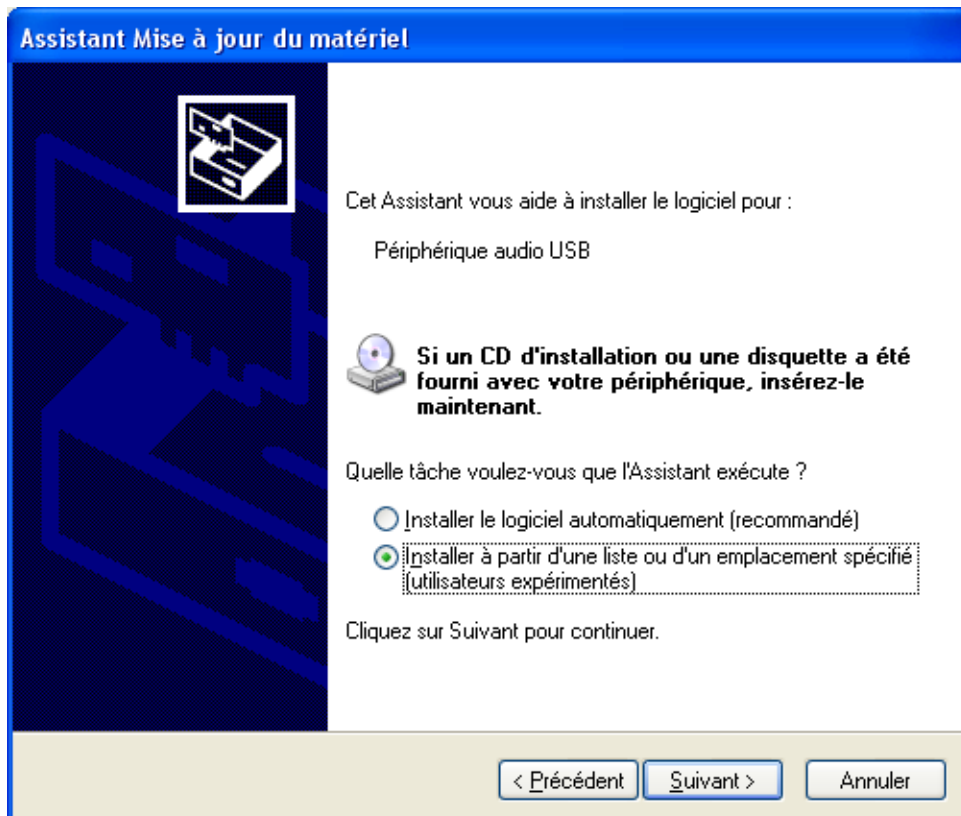 Assistant Mise à jour du matériel
Cet Assistant vous aide à installer le logiciel pour :
Périphérique audio USB
Si un CD d'installation ou une disquette a été
fourni avec votre périphérique, insérez-le
maintenant.
Quelle tâche voulez-vous que l'Assistant exécute ?
Installer le logiciel automatiquement (recommandé)
Installer à partir d'une liste ou d'un emplacement spécifié
(utilisateurs expérimentés)
Cliquez sur Suivant pour continuer.
< Précédent Suivant > Annuler